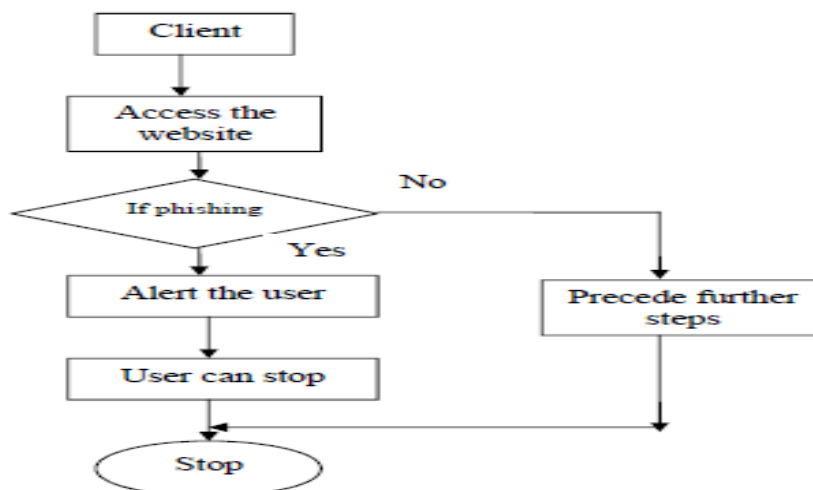 Client
Access the
website
No
If phishing
Yes
Alert the user
Precede further
steps
User can stop
Stop